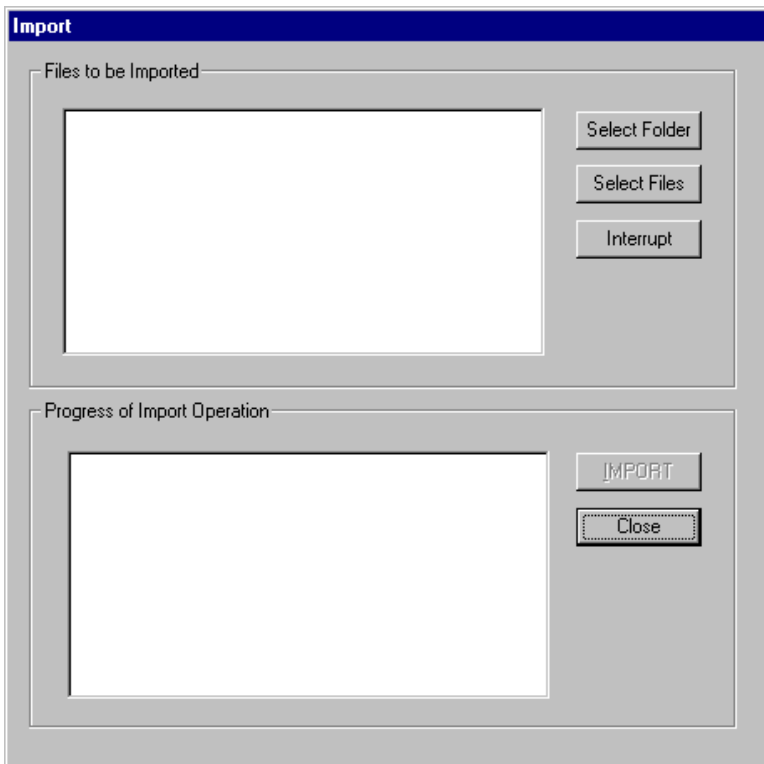 Import
Files to be Imported
Select Folder
Select Files
Interrupt
Progress of Import Operation
IMPORT
Close